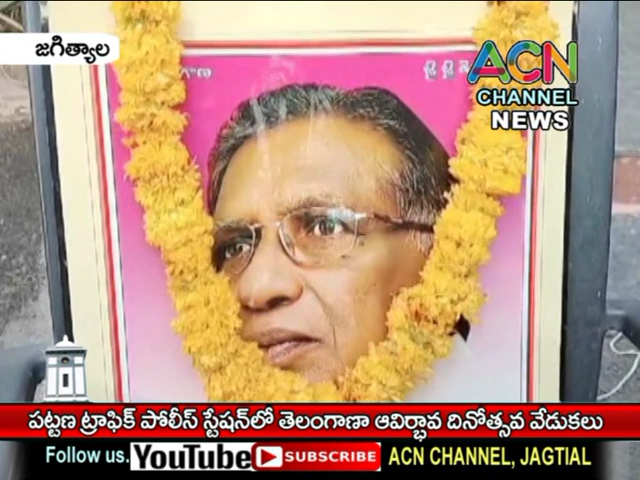 జగిత్యాల
ACN
CHANNEL
NEWS
పట్టణ ట్రాఫిక్ పోలీస్ స్టేషన్‌లో తెలంగాణా ఆవిర్భావ దినోత్సవ వేడుకలు
Follow us. YouTube SUBSCRIBE ACN CHANNEL, JAGTIAL